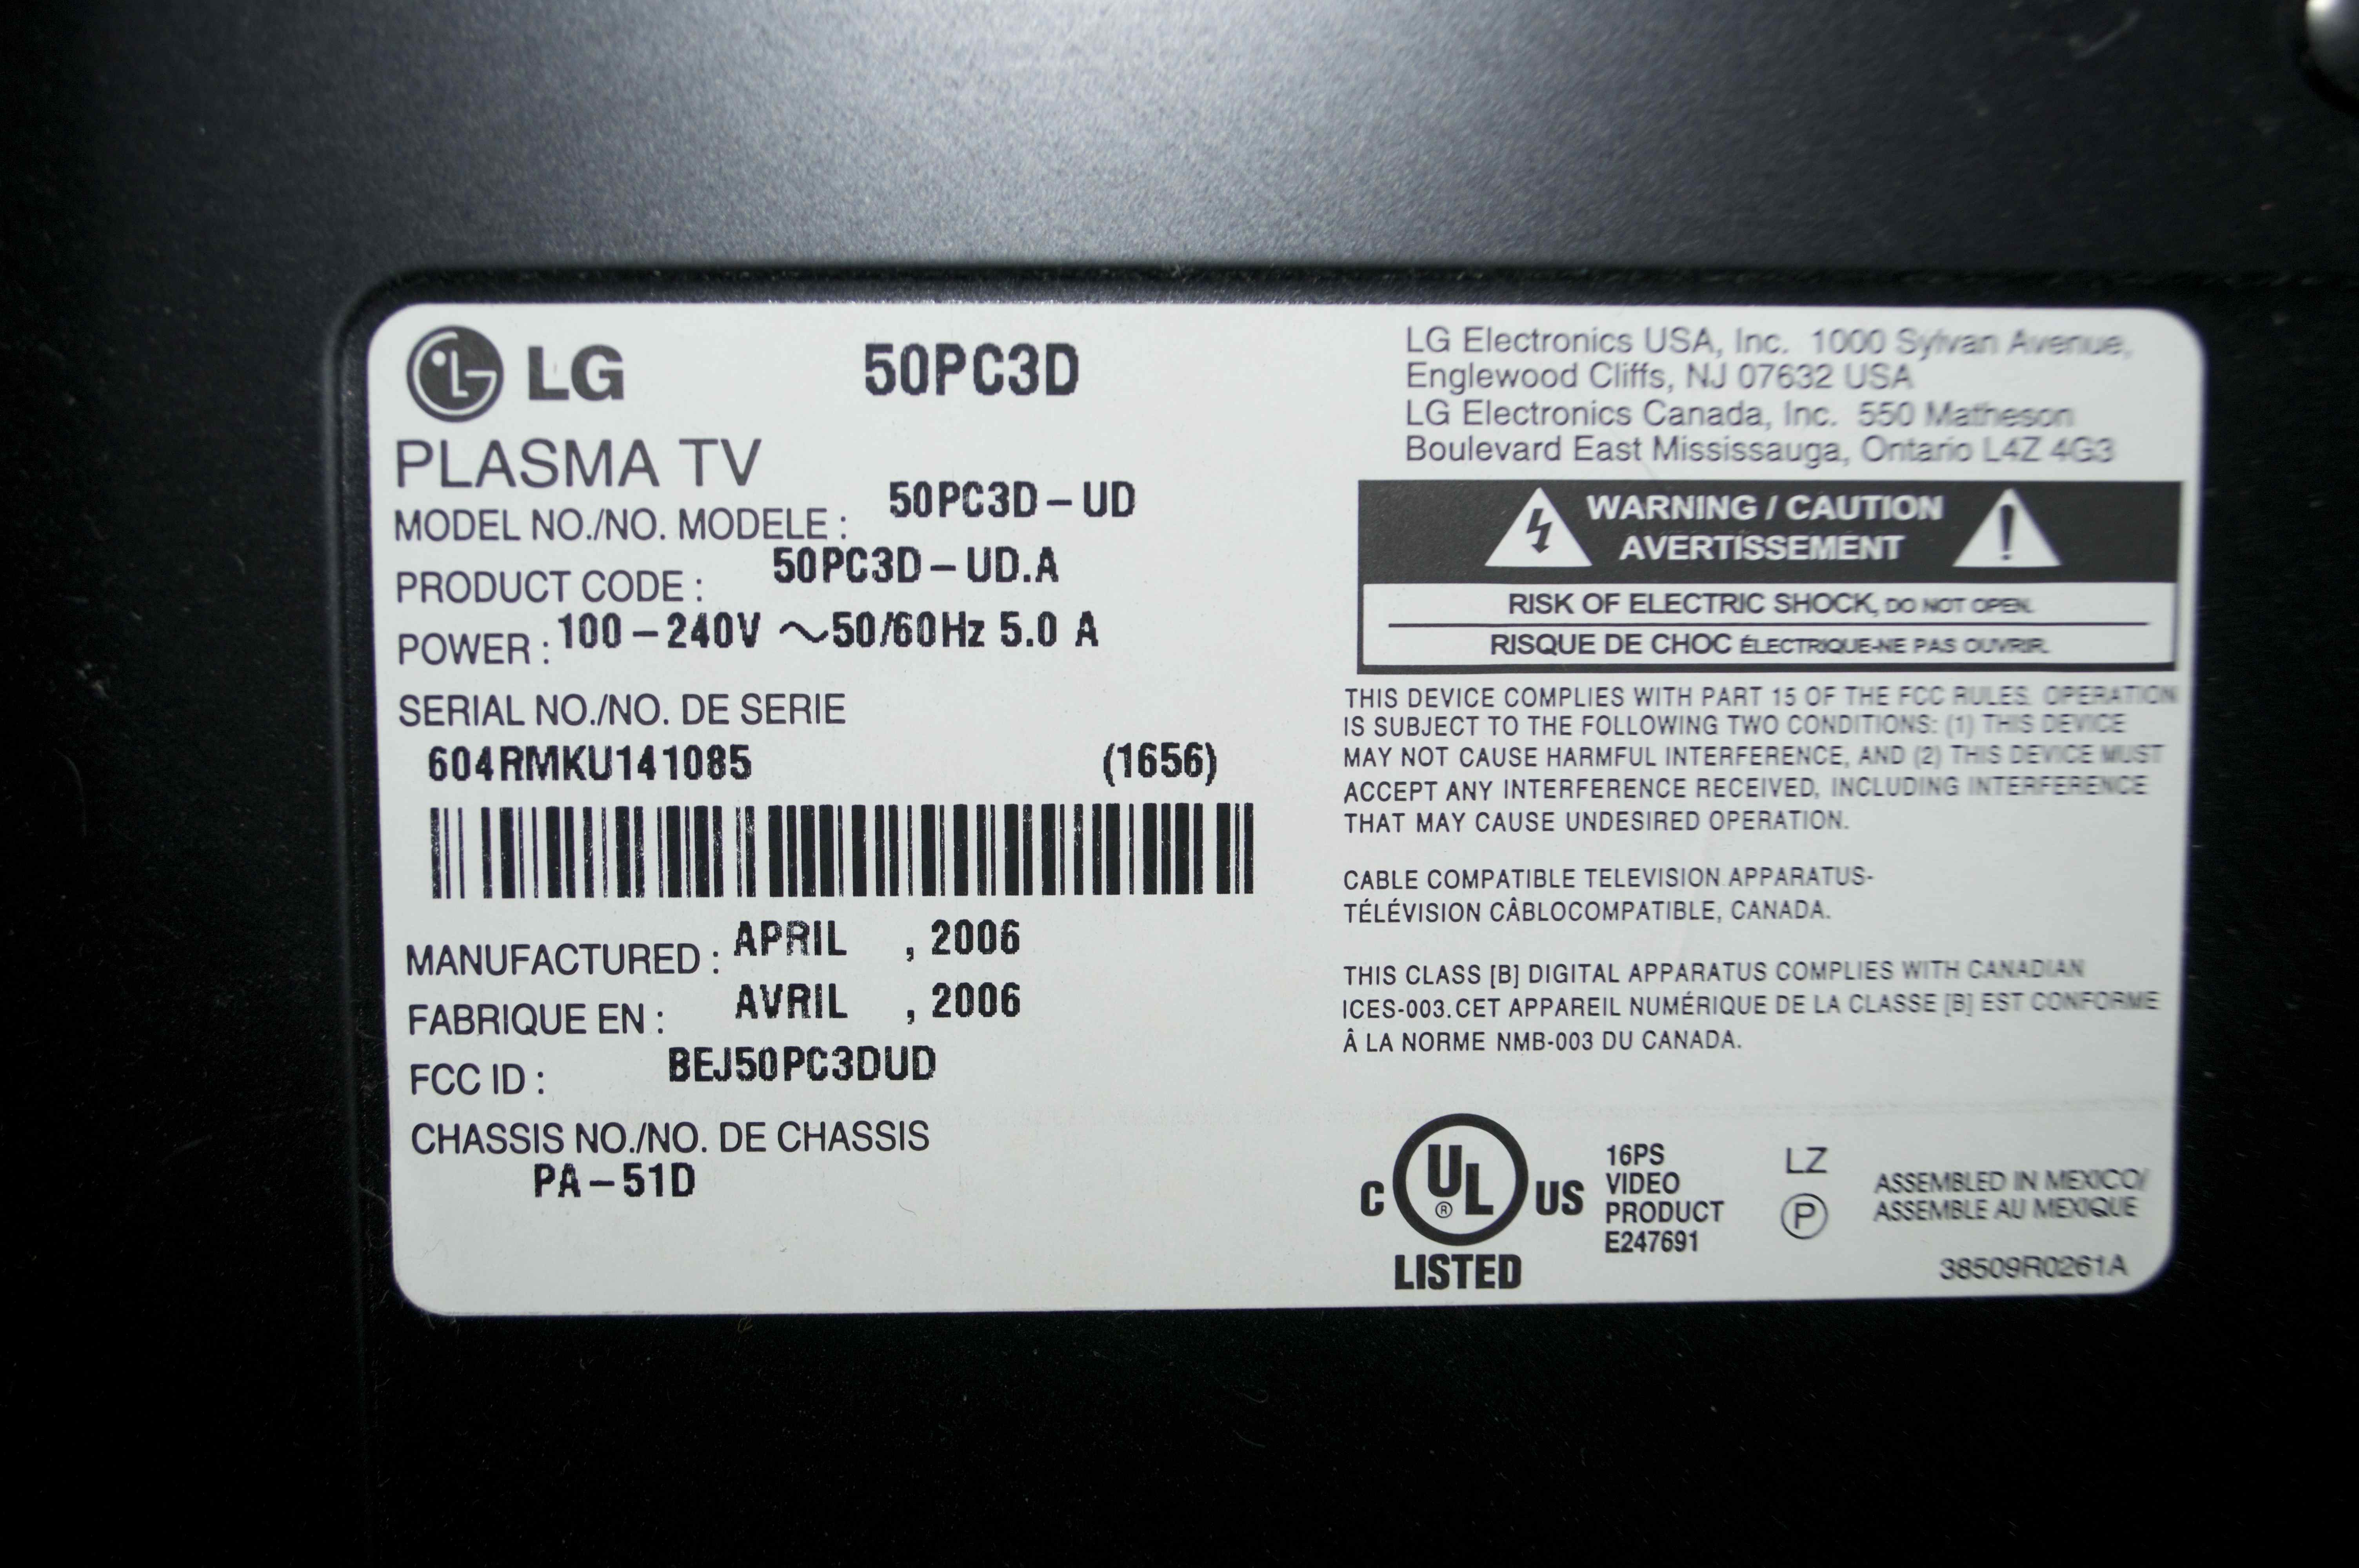 LG 50PC3D
PLASMA TV
MODEL NO./NO. MODELE : 50PC3D-UD
PRODUCT CODE : 50PC3D-UD.A
POWER : 100-240V ~50/60Hz 5.0 A
SERIAL NO./NO. DE SERIE
604RMKU141085 (1656)
MANUFACTURED : APRIL , 2006
FABRIQUE EN : AVRIL , 2006
FCC ID : BEJ50PC3DUD
CHASSIS NO./NO. DE CHASSIS
PA-51D
LG Electronics USA, Inc. 1000 Sylvan Avenue,
Englewood Cliffs, NJ 07632 USA
LG Electronics Canada, Inc. 550 Matheson
Boulevard East Mississauga, Ontario L4Z 4G3
WARNING / CAUTION
AVERTISSEMENT
RISK OF ELECTRIC SHOCK, DO NOT OPEN.
RISQUE DE CHOC ÉLECTRIQUE-NE PAS OUVRIR.
THIS DEVICE COMPLIES WITH PART 15 OF THE FCC RULES. OPERATION
IS SUBJECT TO THE FOLLOWING TWO CONDITIONS: (1) THIS DEVICE
MAY NOT CAUSE HARMFUL INTERFERENCE, AND (2) THIS DEVICE MUST
ACCEPT ANY INTERFERENCE RECEIVED, INCLUDING INTERFERENCE
THAT MAY CAUSE UNDESIRED OPERATION.
CABLE COMPATIBLE TELEVISION APPARATUS-
TÉLÉVISION CÂBLOCOMPATIBLE, CANADA.
THIS CLASS [B] DIGITAL APPARATUS COMPLIES WITH CANADIAN
ICES-003.CET APPAREIL NUMÉRIQUE DE LA CLASSE [B] EST CONFORME
Â LA NORME NMB-003 DU CANADA.
C UL ® US
LISTED
16PS
VIDEO
PRODUCT
E247691
LZ
P
ASSEMBLED IN MEXICO/
ASSEMBLE AU MEXIQUE
38509R0261A